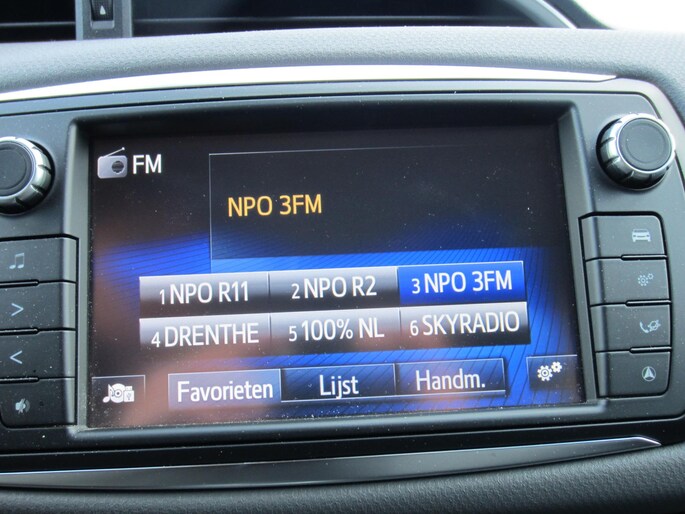 FM
NPO 3FM
1 NPO R11 2 NPO R2 3 NPO 3FM
4 DRENTHE 5 100% NL 6 SKYRADIO
Favorieten Lijst Handm.